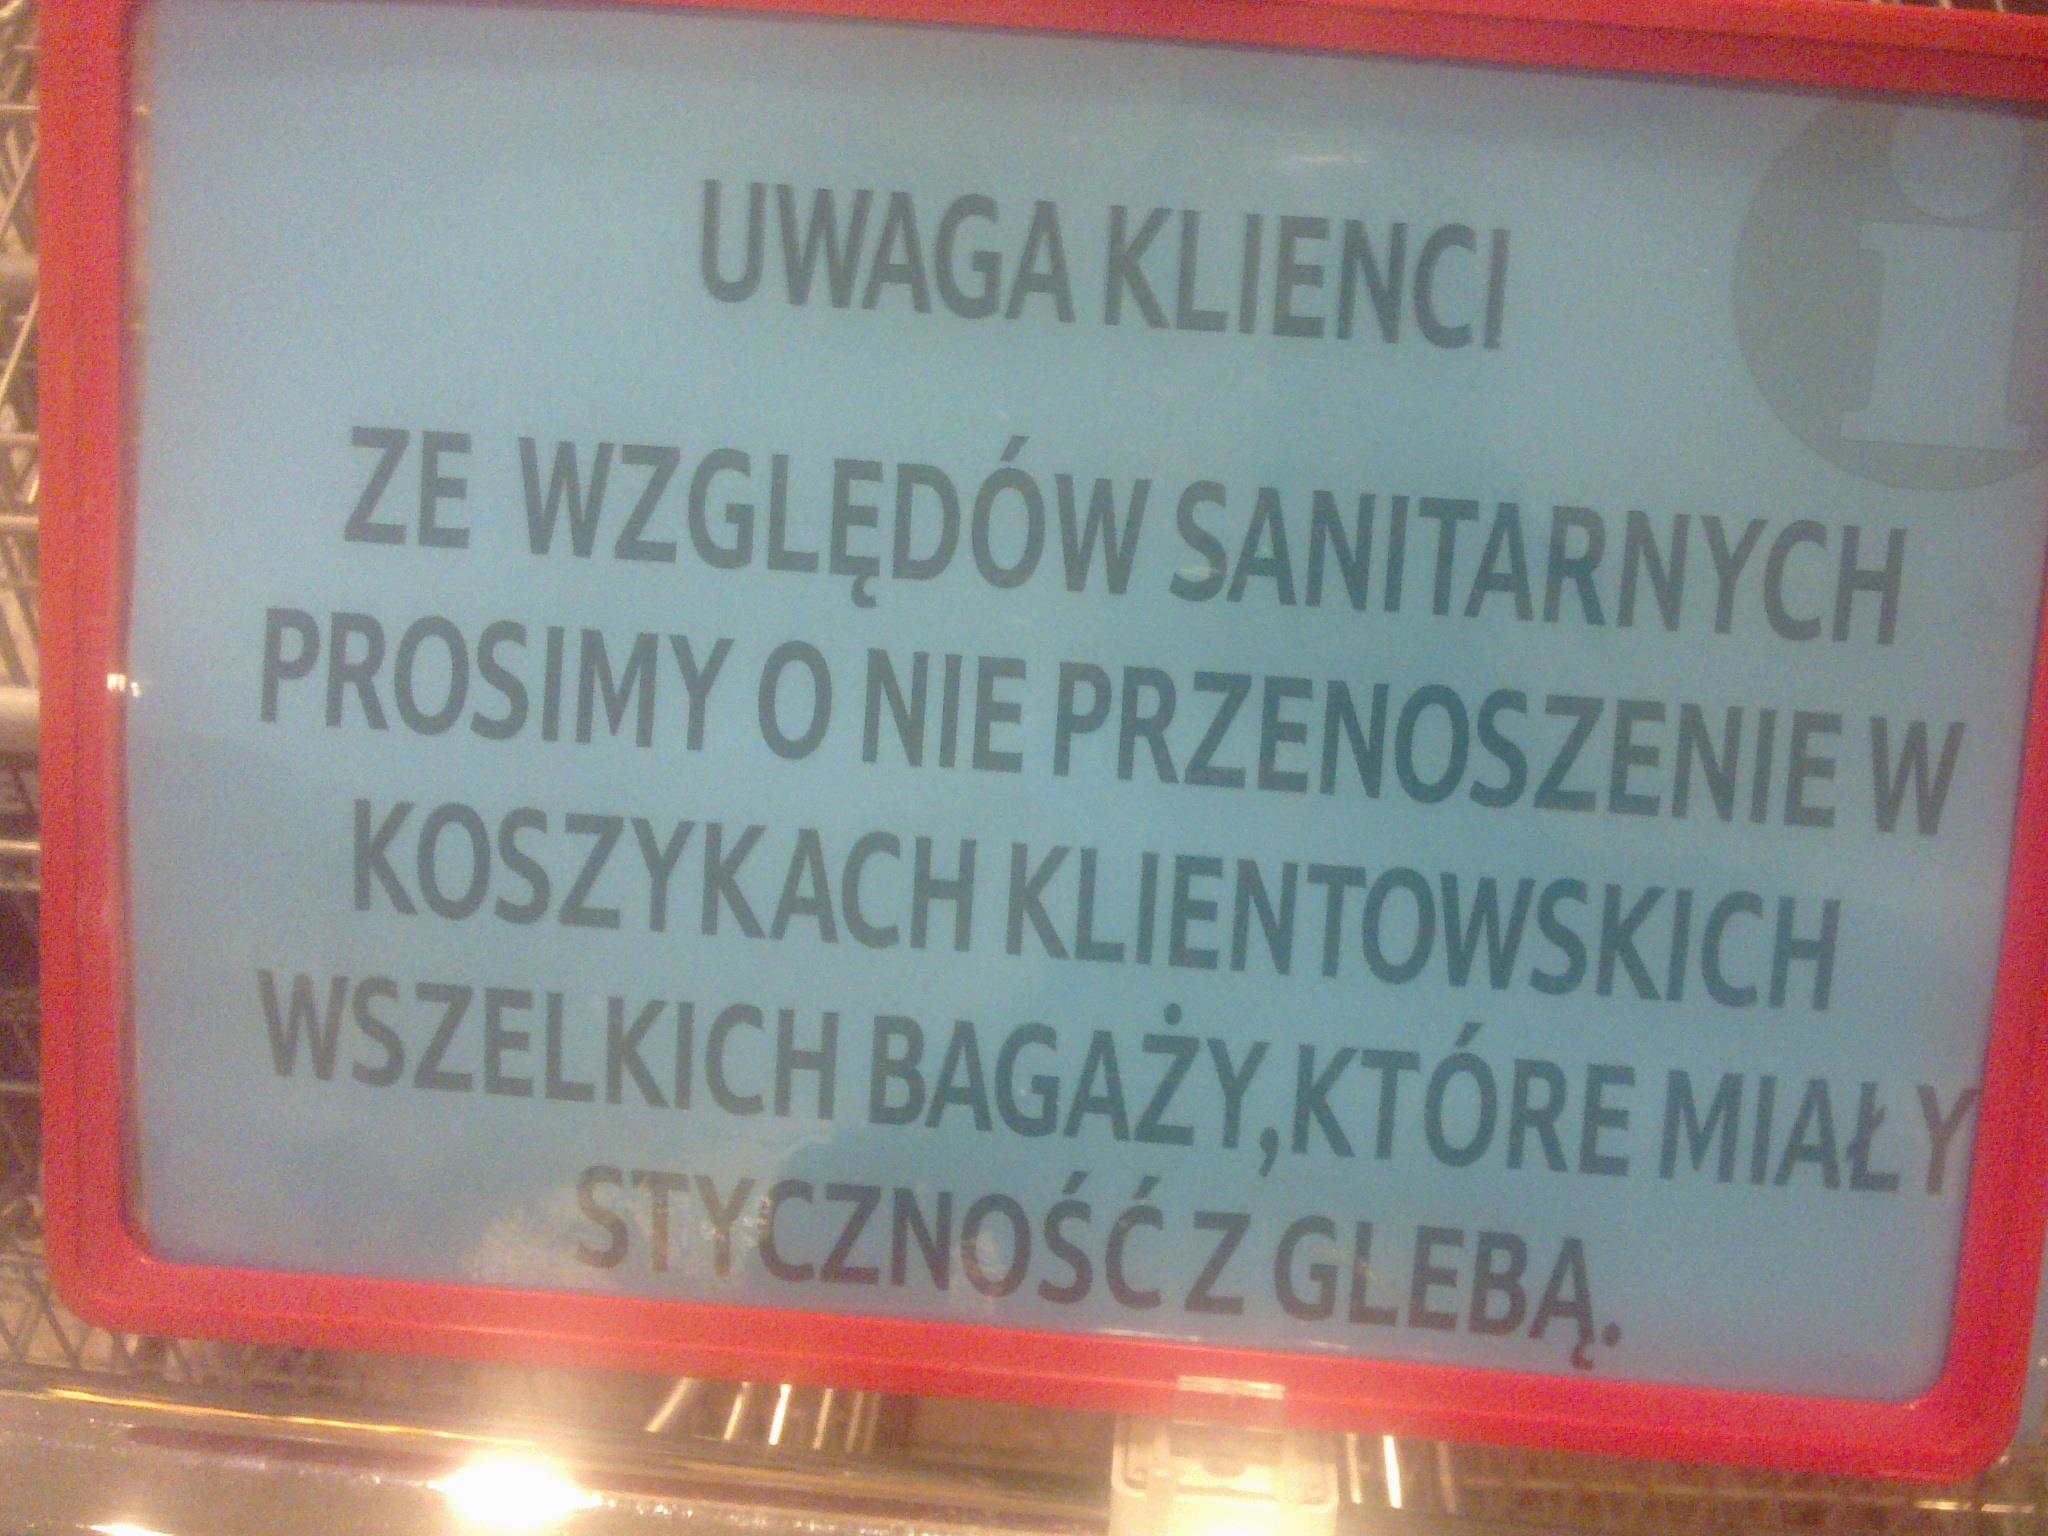 UWAGA KLIENCI
ZE WZGLĘDÓW SANITARNYCH
PROSIMY O NIE PRZENOSZENIE W
KOSZYKACH KLIENTOWSKICH
WSZELKICH BAGAŻY,KTÓRE MIAŁY
STYCZNOŚĆ Z GLEBĄ.